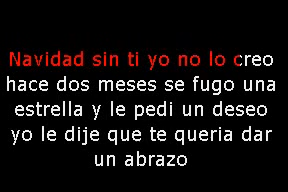 Navidad sin ti yo no lo creo
hace dos meses se fugo una
estrella y le pedi un deseo
yo le dije que te queria dar
un abrazo